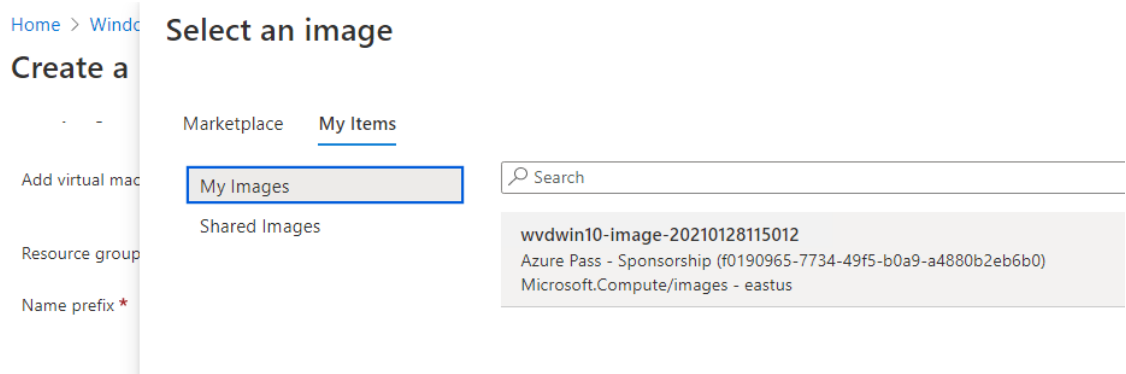 Home > Windo
Create a
Add virtual mac
Resource group
Name prefix *
Select an image
Marketplace My Items
My Images
Shared Images
Search
wvdwin10-image-20210128115012
Azure Pass - Sponsorship (f0190965-7734-49f5-b0a9-a4880b2eb6b0)
Microsoft.Compute/images - eastus